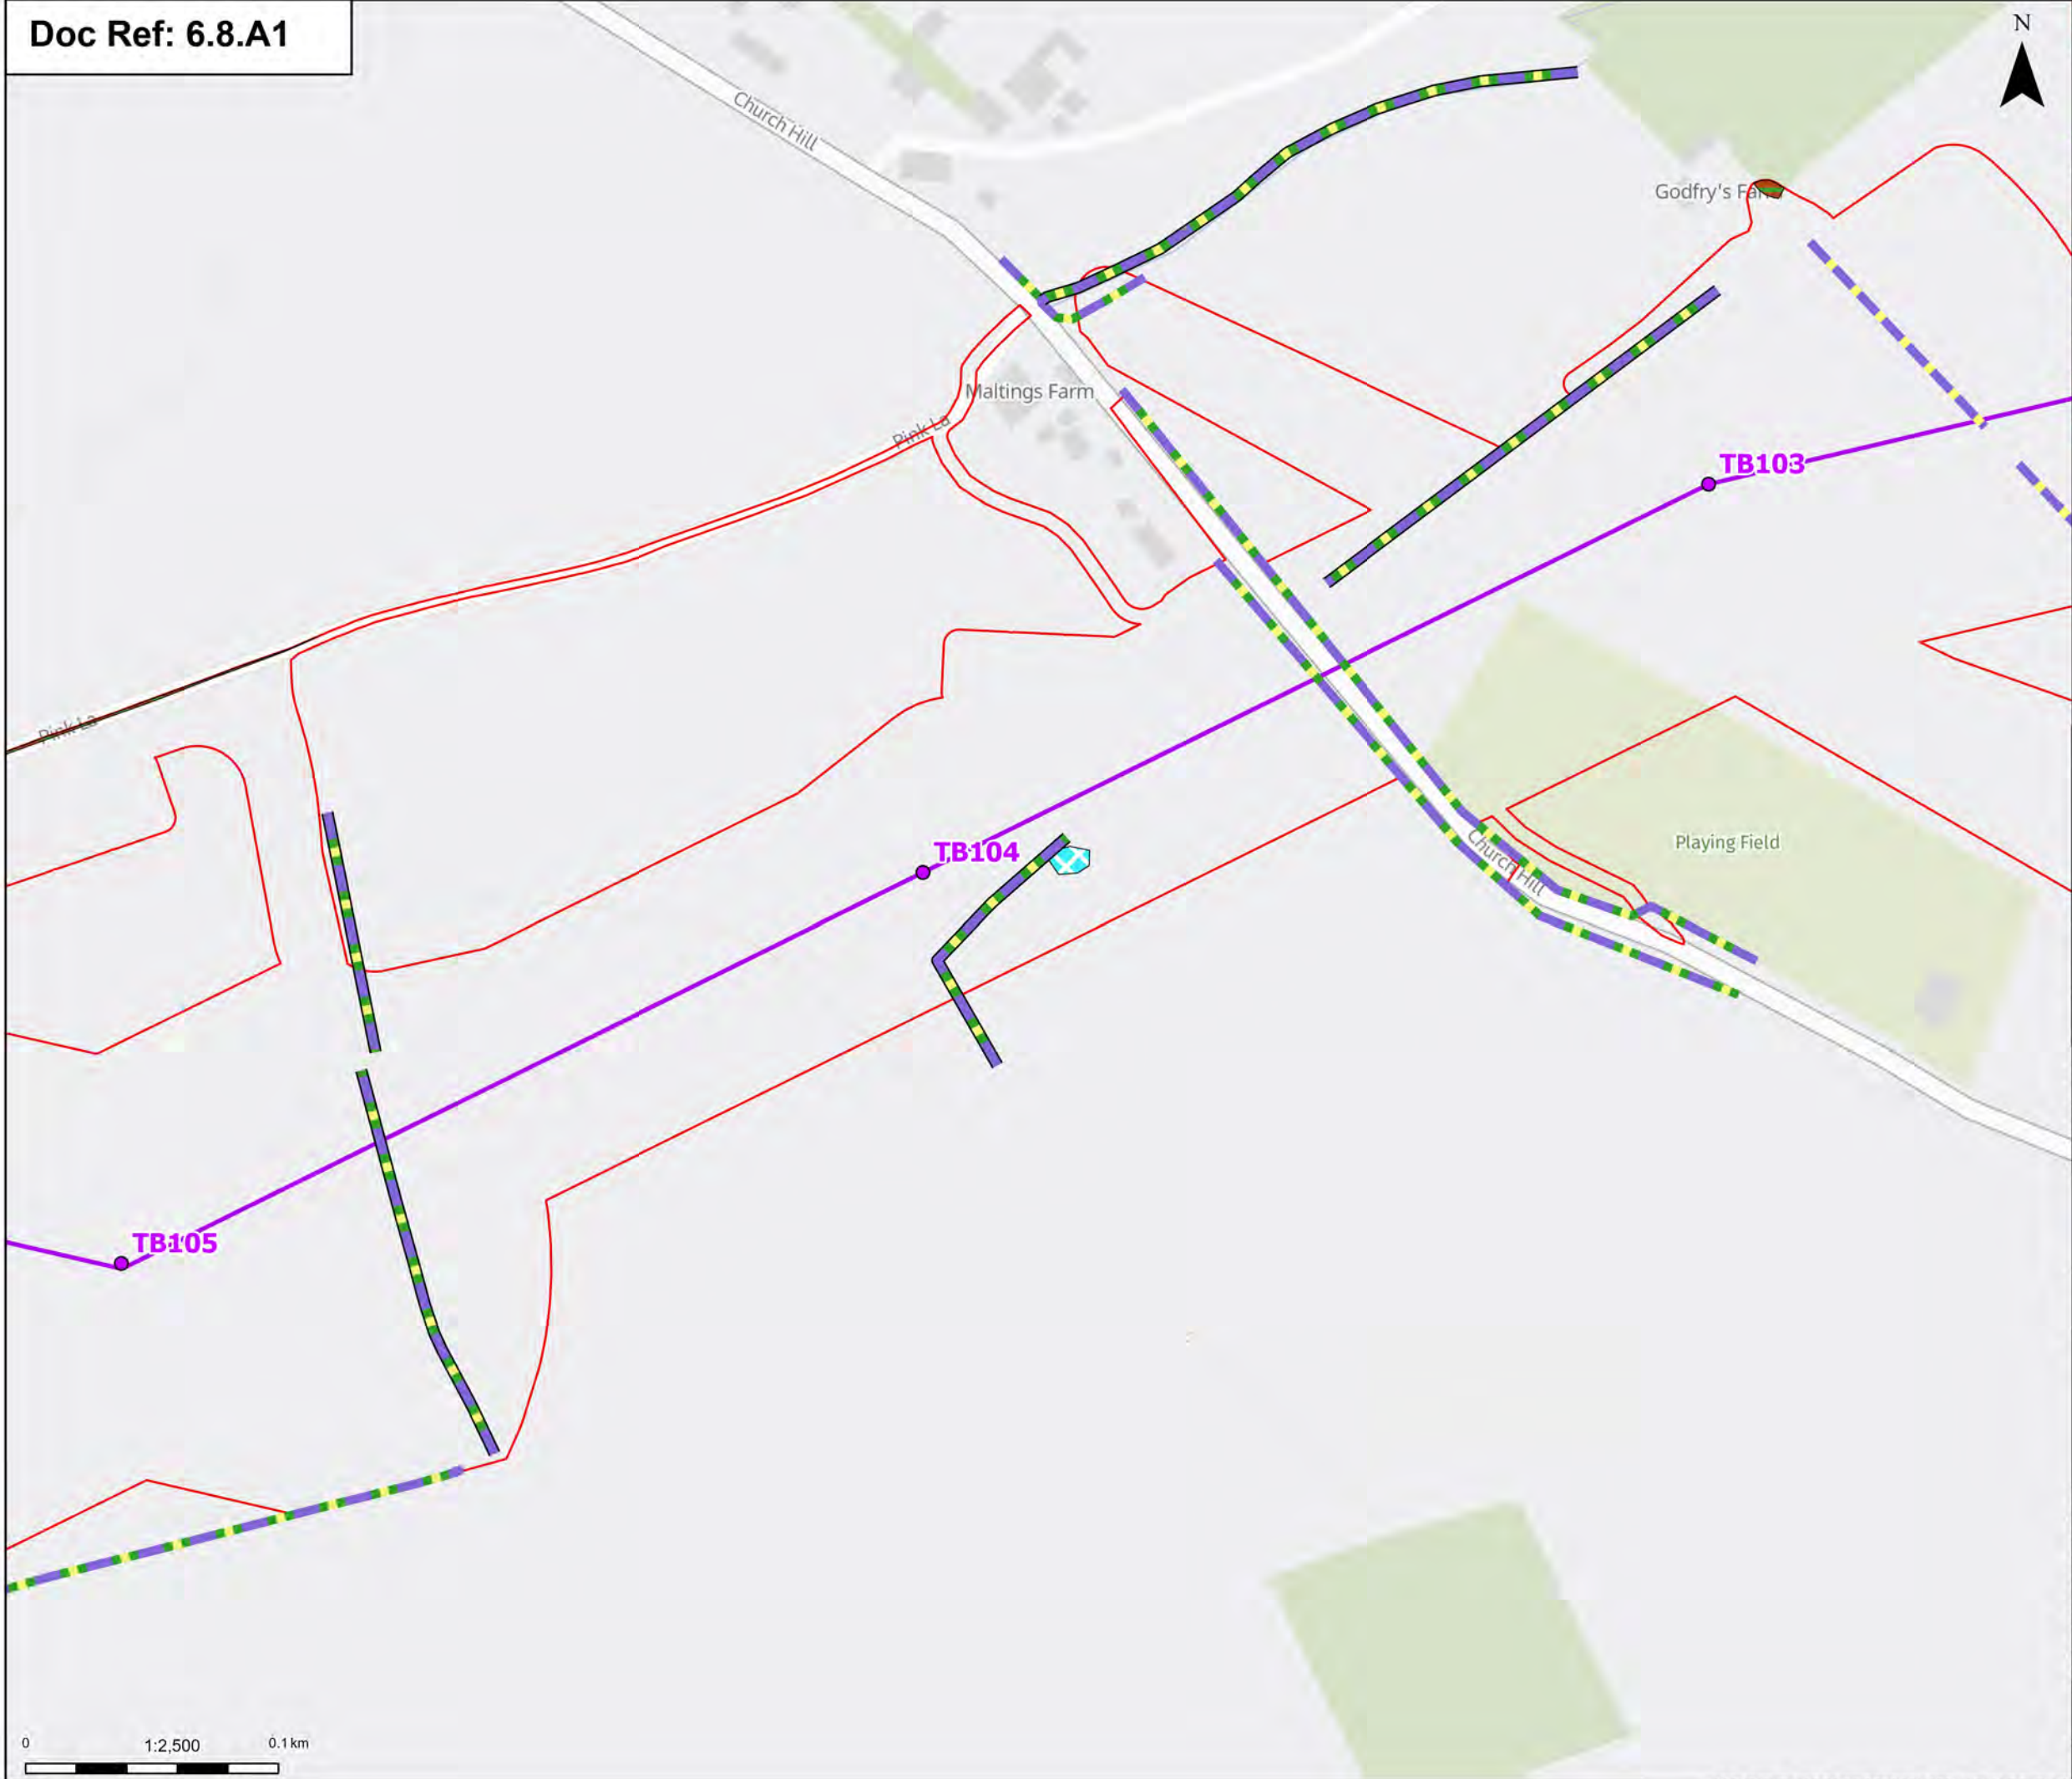 Doc Ref: 6.8.A1
N
Church Hill
Godfry's Farm
Maltings Farm
Pink La
TB103
Pink La
Playing Field
TB104
Church Hill
TB105
0
1:2,500
0.1 km